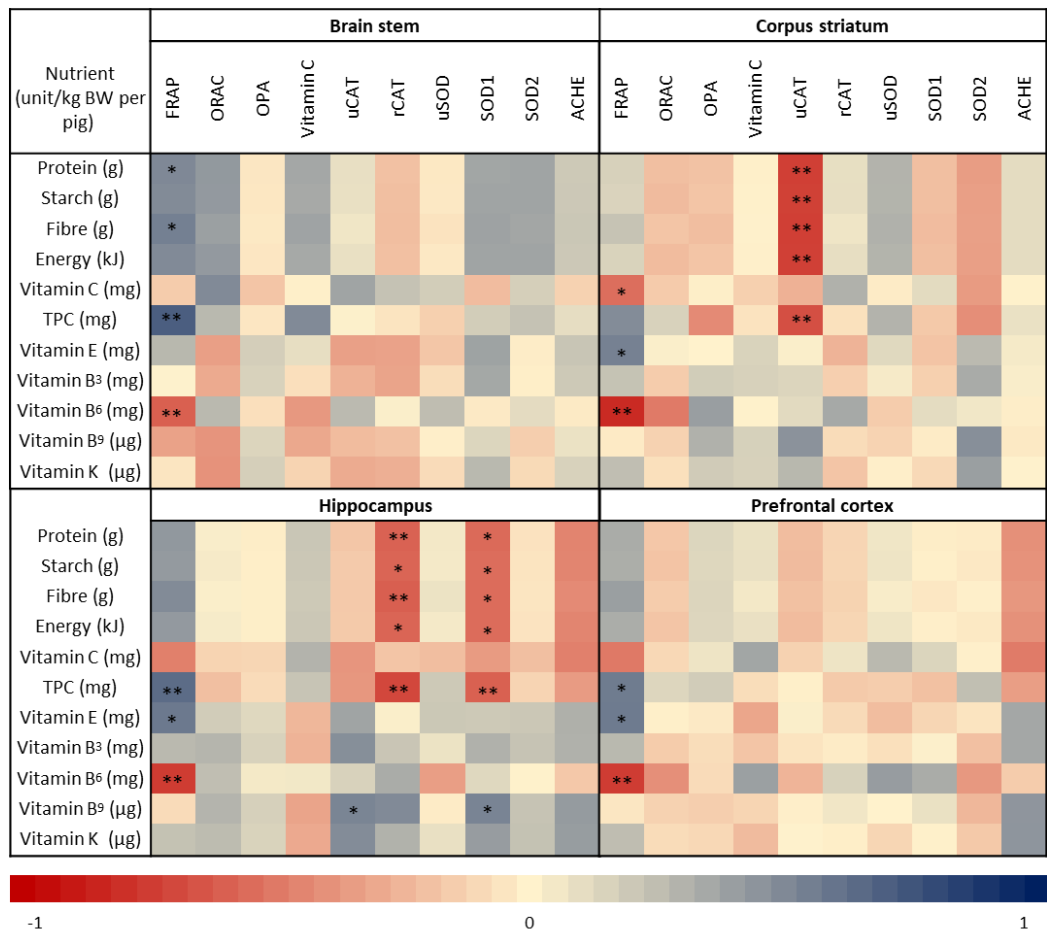 Brain stem Corpus striatum
Nutrient
(unit/kg BW per
pig)
FRAP ORAC OPA Vitamin C uCAT rCAT uSOD SOD1 SOD2 ACHE FRAP ORAC OPA Vitamin C uCAT rCAT uSOD SOD1 SOD2 ACHE
Protein (g) * **
Starch (g) **
Fibre (g) * **
Energy (kJ) **
Vitamin C (mg) *
TPC (mg) ** **
Vitamin E (mg) *
Vitamin B3 (mg)
Vitamin B6 (mg) ** **
Vitamin B9 (µg)
Vitamin K (µg)
Hippocampus Prefrontal cortex
Protein (g) ** *
Starch (g) * *
Fibre (g) ** *
Energy (kJ) * *
Vitamin C (mg)
TPC (mg) ** ** ** *
Vitamin E (mg) * *
Vitamin B3 (mg)
Vitamin B6 (mg) ** **
Vitamin B9 (µg) * *
Vitamin K (µg)
-1 0 1